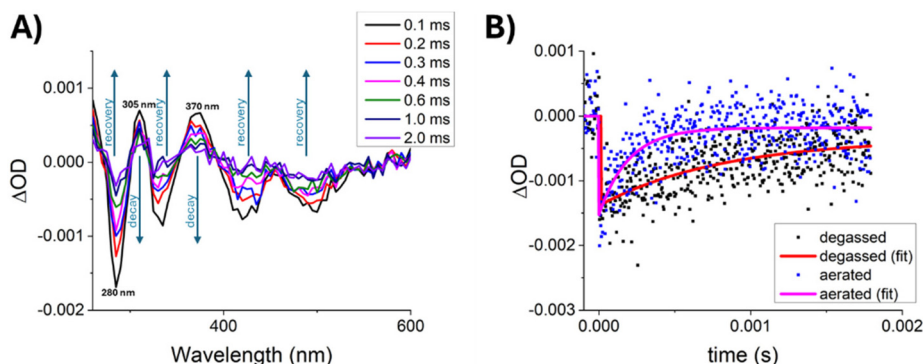 A)
0.1 ms
0.2 ms
0.3 ms
0.4 ms
0.6 ms
1.0 ms
2.0 ms
recovery
recovery
recovery
recovery
305 nm
370 nm
decay
decay
280 nm
0.001
0.000
-0.001
-0.002
ΔOD
400
600
Wavelength (nm)
B)
0.001
0.000
-0.001
-0.002
-0.003
ΔOD
degassed
degassed (fit)
aerated
aerated (fit)
0.000
0.001
0.002
time (s)